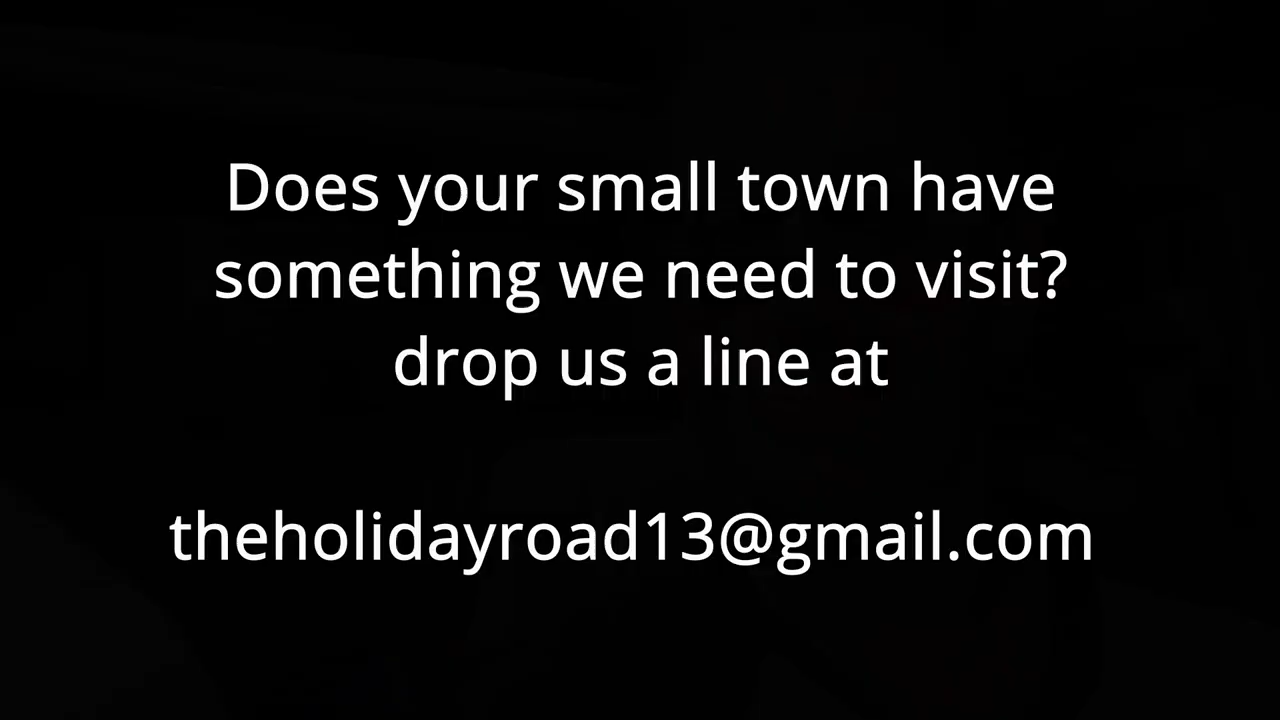 Does your small town have
something we need to visit?
drop us a line at
theholidayroad13@gmail.com